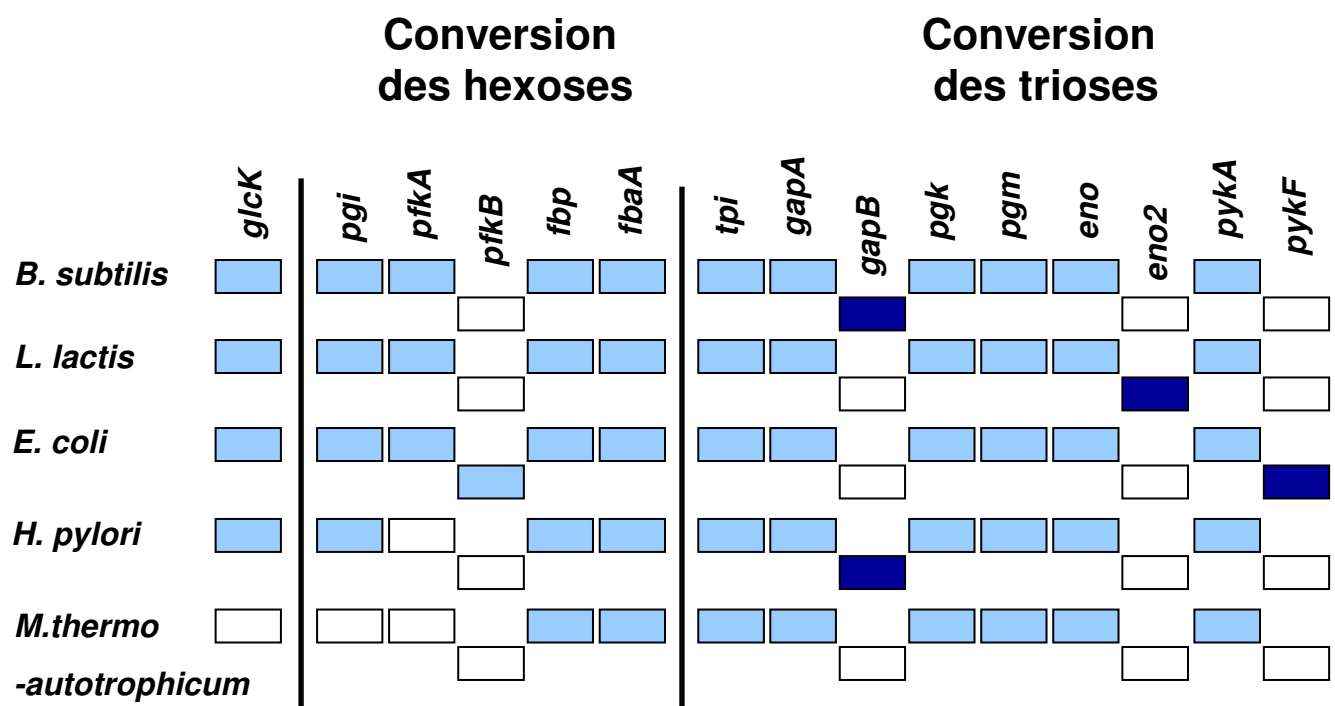 Conversion
des hexoses
Conversion
des trioses
glcK
pgi
pfkA
pfkB
fbp
fbaA
tpi
gapA
gapB
pgk
pgm
eno
eno2
pykA
pykF
B. subtilis
L. lactis
E. coli
H. pylori
M.thermo
-autotrophicum